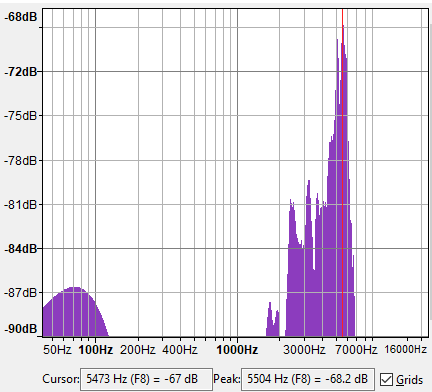 -68dB
-72dB
-75dB
-78dB
-81dB
-84dB
-87dB
-90dB
50Hz 100Hz 200Hz 400Hz 1000Hz 3000Hz 7000Hz 16000Hz
Cursor: 5473 Hz (F8) = -67 dB Peak: 5504 Hz (F8) = -68.2 dB Grids